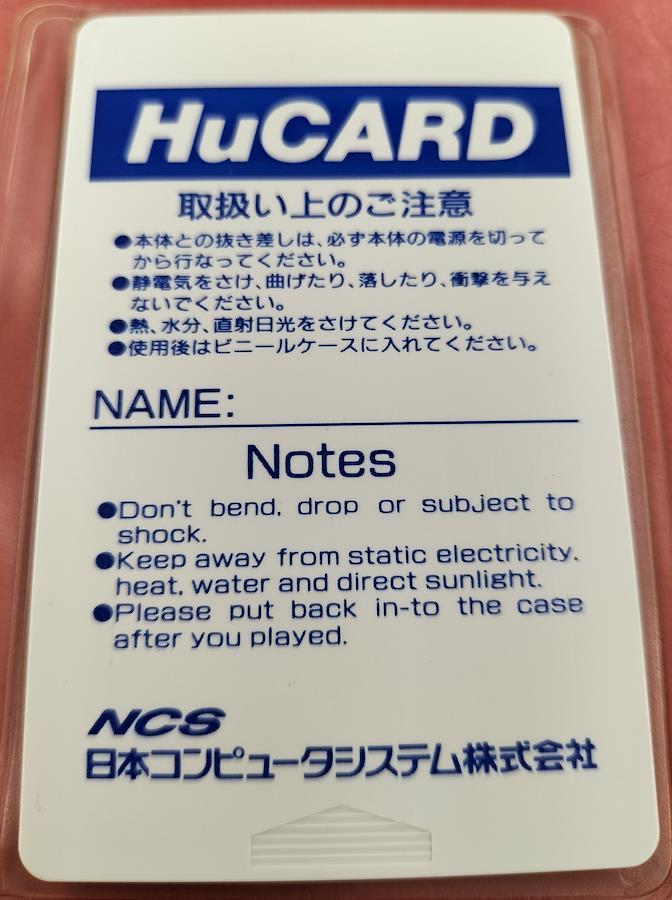 HuCARD
取扱い上のご注意
●本体との抜き差しは、必ず本体の電源を切って
から行なってください。
●静電気をさけ、曲げたり、落したり、衝撃を与え
ないでください。
●熱、水分、直射日光をさけてください。
●使用後はビニールケースに入れてください。
NAME:
Notes
●Don't bend, drop or subject to
shock.
●Keep away from static electricity,
heat, water and direct sunlight.
●Please put back in-to the case
after you played.
NCS
日本コンピュータシステム株式会社